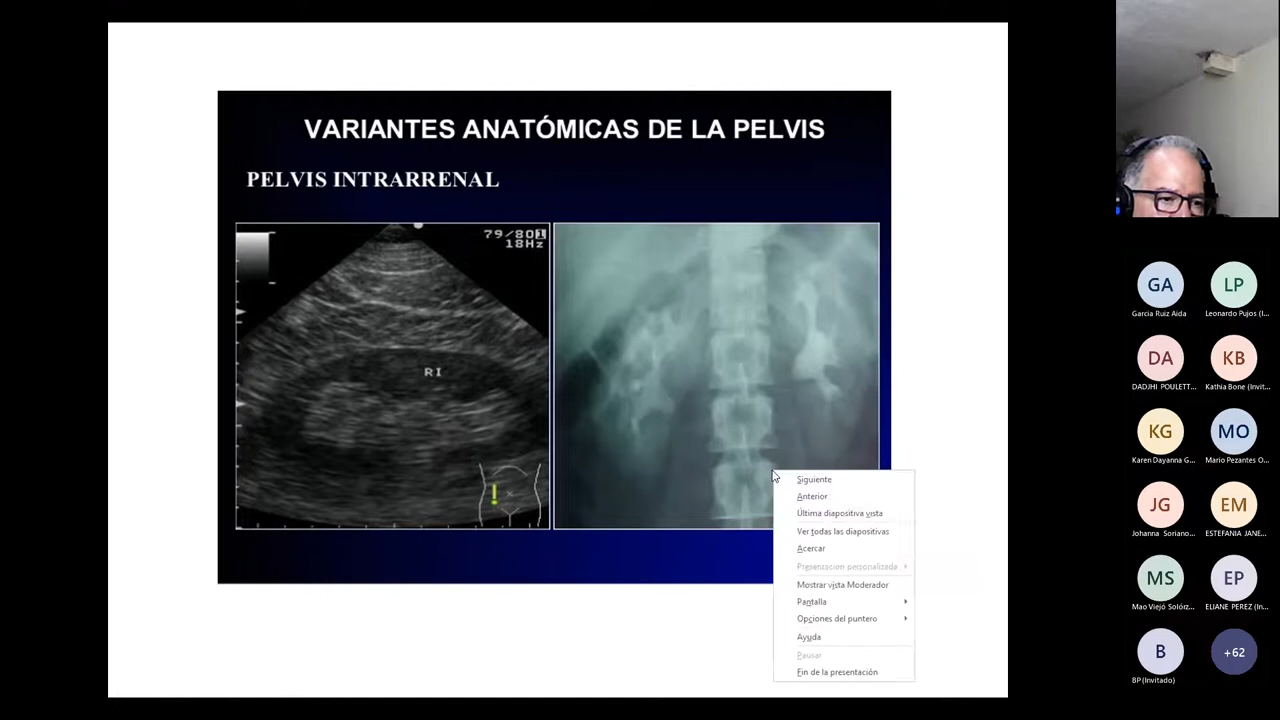 VARIANTES ANATÓMICAS DE LA PELVIS
PELVIS INTRARRENAL
79/801
18Hz
RI
Siguiente
Anterior
Última diapositiva vista
Ver todas las diapositivas
Acercar
Presentación personalizada
Mostrar vista Moderador
Pantalla
Opciones del puntero
Ayuda
Pausar
Fin de la presentación
GA
Garcia Ruiz Aida
LP
Leonardo Pujos (I...
DA
DADJHI POULETT...
KB
Kathia Bone (Invit...
KG
Karen Dayanna G...
MO
Mario Pezantes O...
JG
Johanna Soriano...
EM
ESTEFANIA JANE...
MS
Mao Viejó Solórz...
EP
ELIANE PEREZ (In...
B
BP (Invitado)
+62